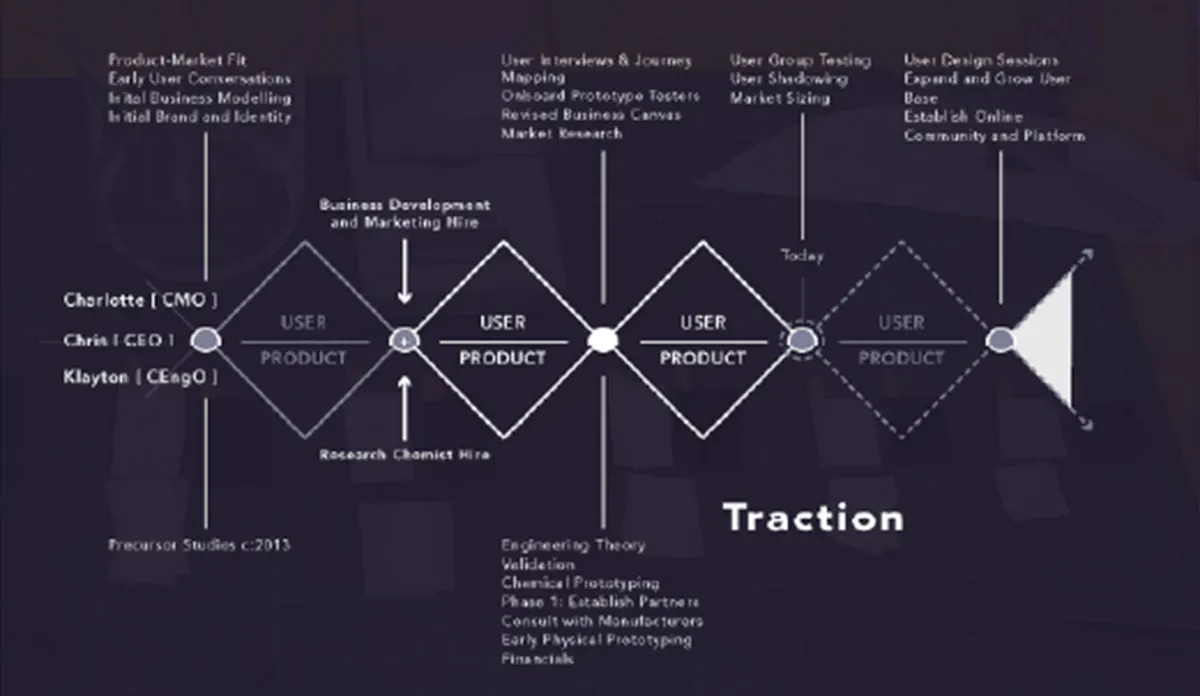 Product-Market Fit
Early User Conversations
Inital Business Modelling
Initial Brand and Identity
User Interviews & Journey
Mapping
Onboard Prototype Testers
Revised Business Canvas
Market Research
User Group Testing
User Shadowing
Market Sizing
User Design Sessions
Expand and Grow User
Base
Establish Online
Community and Platform
Business Development
and Marketing Hire
Today
Charlotte [ CMO ]
Chris [ CEO ]
Klayton [ CEngO ]
USER
PRODUCT
USER
PRODUCT
USER
PRODUCT
USER
PRODUCT
Research Chemist Hire
Traction
Precursor Studies c:2013
Engineering Theory
Validation
Chemical Prototyping
Phase 1: Establish Partners
Consult with Manufacturers
Early Physical Prototyping
Financials